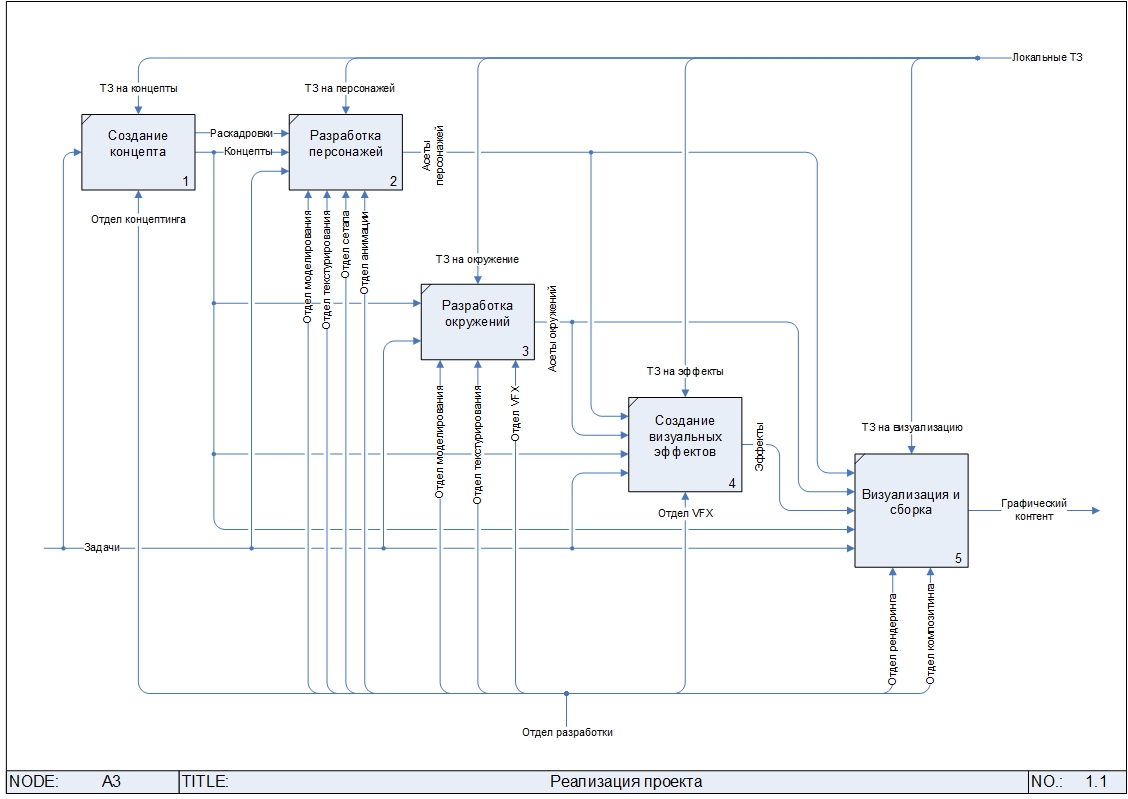 Локальные ТЗ
ТЗ на концепты
ТЗ на персонажей
Создание
концепта
1
Раскадровки
Концепты
Разработка
персонажей
2
Асеты
персонажей
Отдел концептинга
Отдел моделирования
Отдел текстурирования
Отдел сетапа
Отдел анимации
ТЗ на окружение
Разработка
окружений
3
Асеты окружений
Отдел моделирования
Отдел текстурирования
Отдел VFX
ТЗ на эффекты
Создание
визуальных
эффектов
4
Эффекты
Отдел VFX
ТЗ на визуализацию
Визуализация и
сборка
5
Графический
контент
Задачи
Отдел рендеринга
Отдел композитинга
Отдел разработки
NODE: A3 TITLE: Реализация проекта NO.: 1.1